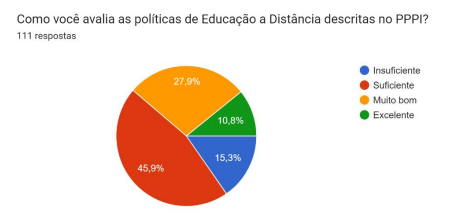 Como você avalia as políticas de Educação a Distância descritas no PPPI?
111 respostas
27,9%
10,8%
15,3%
45,9%
Insuficiente
Suficiente
Muito bom
Excelente